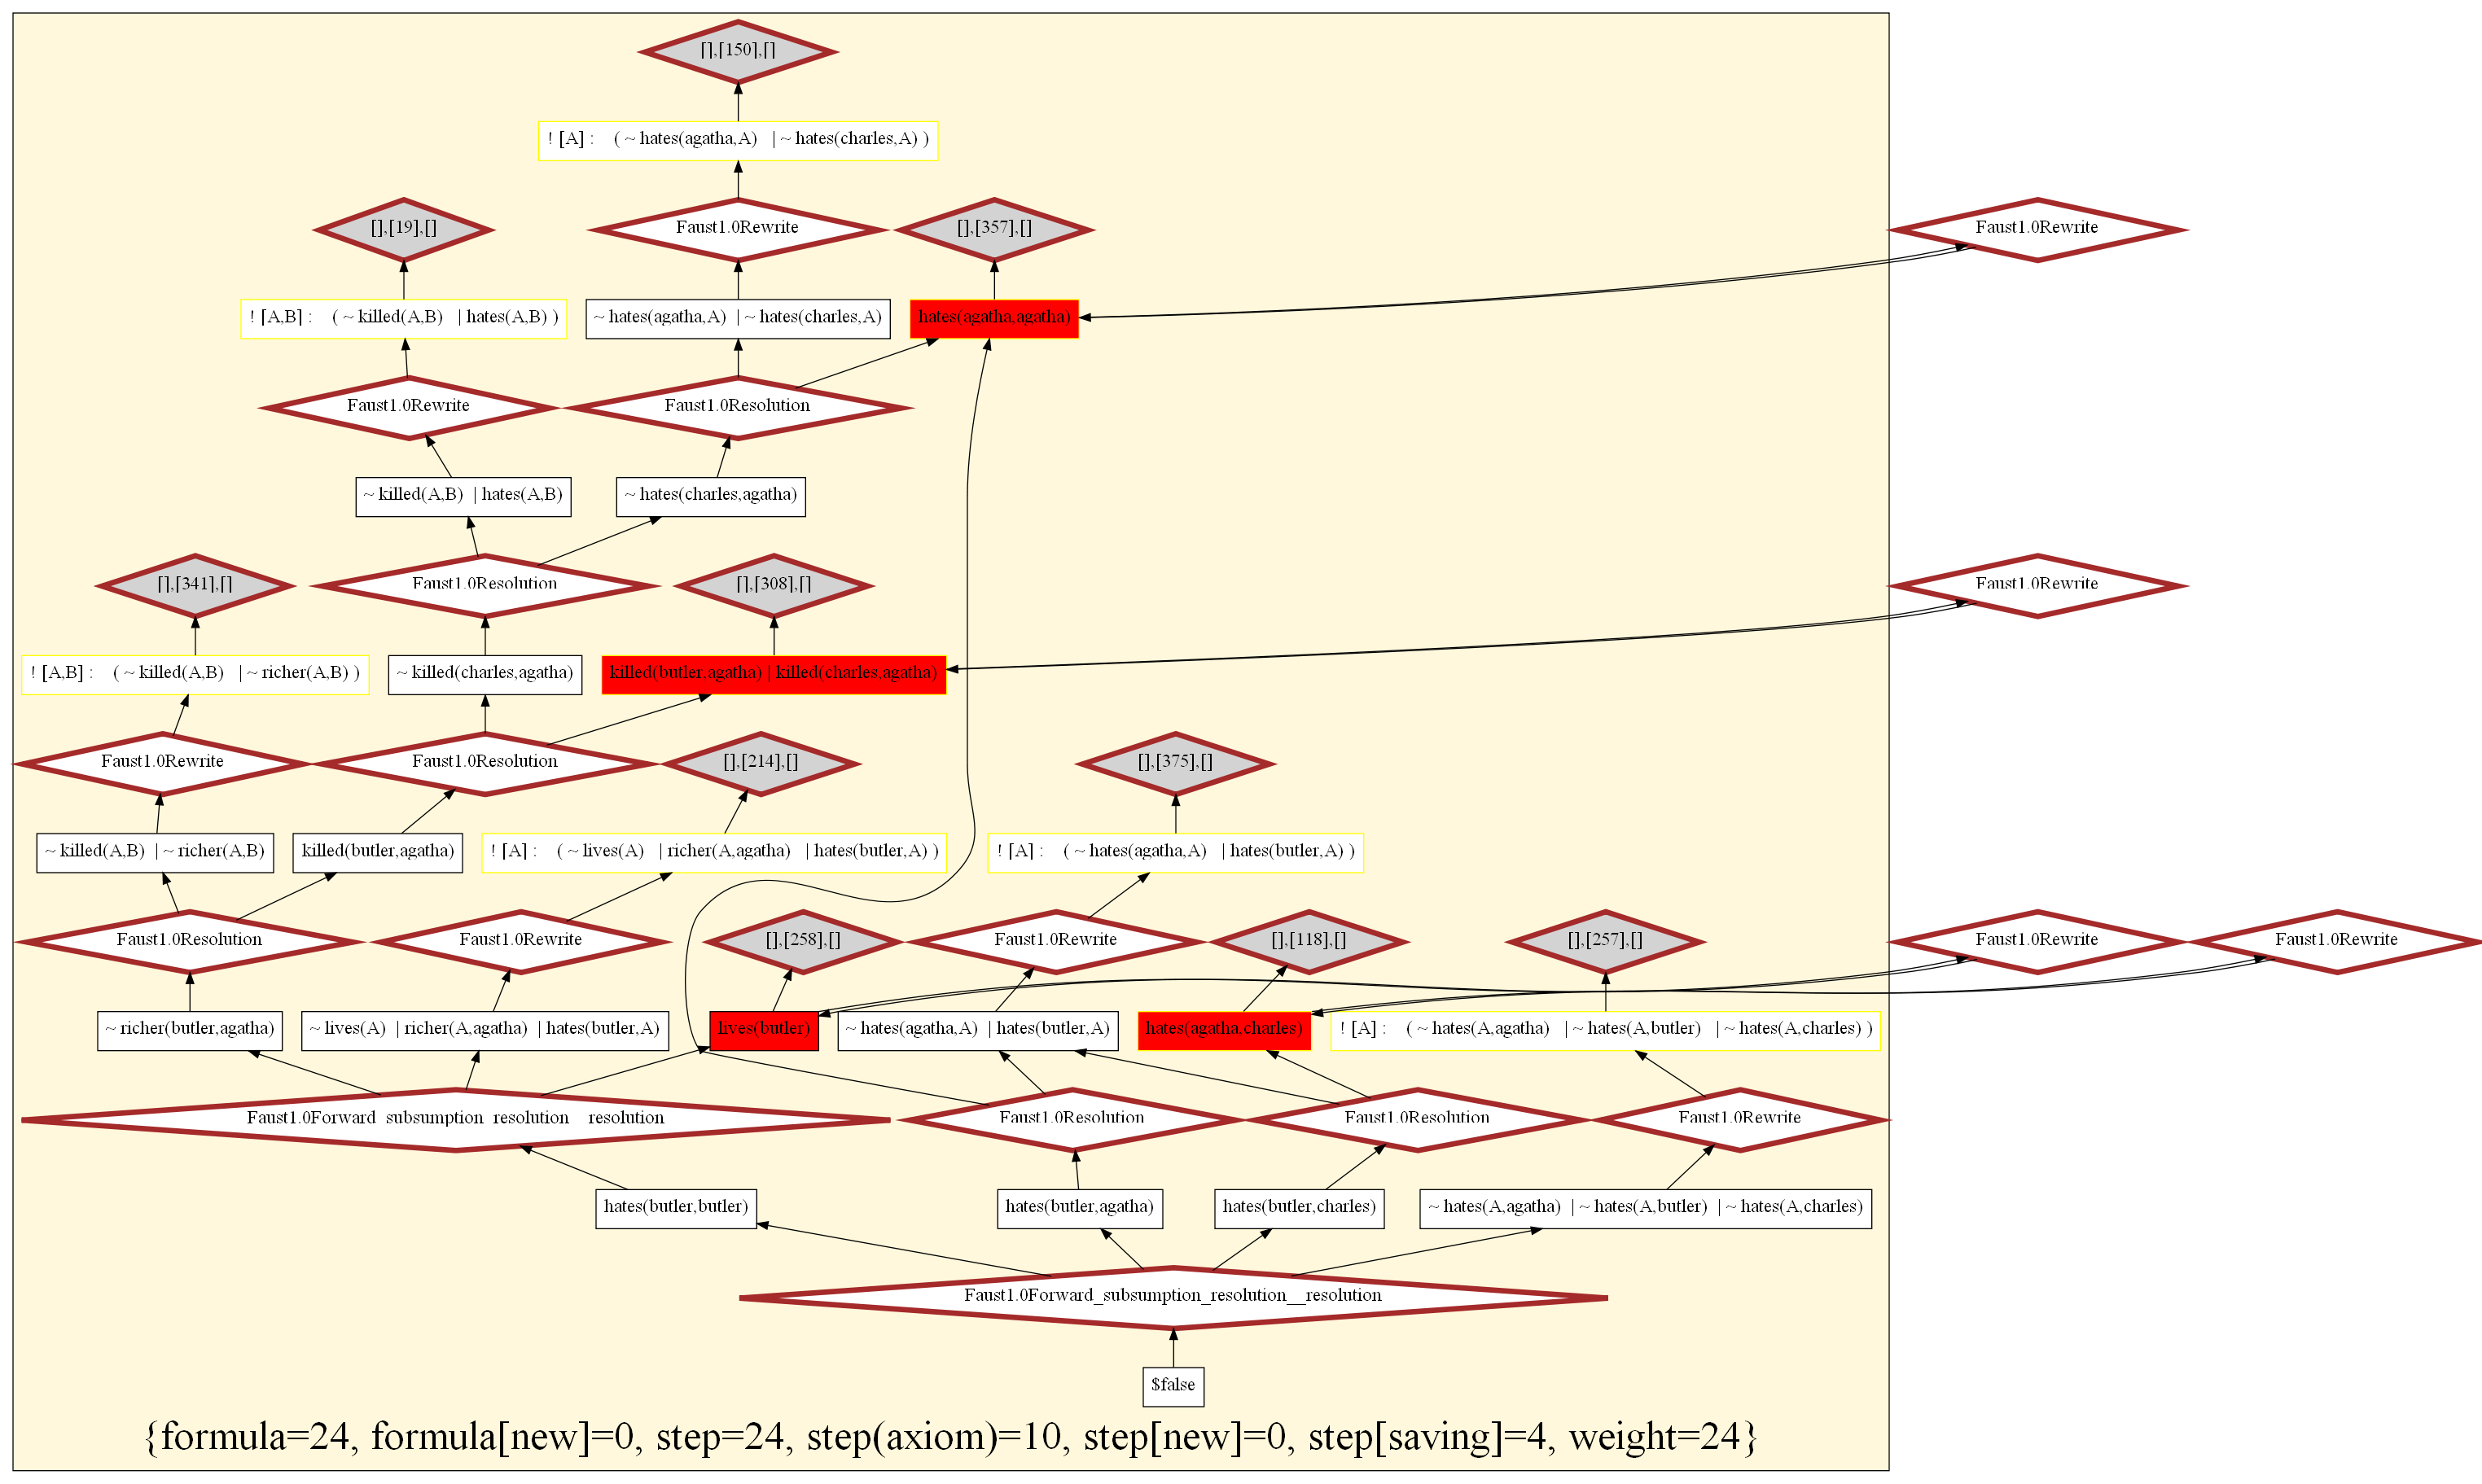 [],[150],[]
! [A] : ( ~ hates(agatha,A) | ~ hates(charles,A) )
[],[19],[]
Faust1.0Rewrite
[],[357],[]
Faust1.0Rewrite
! [A,B] : ( ~ killed(A,B) | hates(A,B) )
~ hates(agatha,A) | ~ hates(charles,A)
hates(agatha,agatha)
Faust1.0Rewrite
Faust1.0Resolution
~ killed(A,B) | hates(A,B)
~ hates(charles,agatha)
[],[341],[]
Faust1.0Resolution
[],[308],[]
Faust1.0Rewrite
! [A,B] : ( ~ killed(A,B) | ~ richer(A,B) )
~ killed(charles,agatha)
killed(butler,agatha) | killed(charles,agatha)
Faust1.0Rewrite
Faust1.0Resolution
[],[214],[]
[],[375],[]
~ killed(A,B) | ~ richer(A,B)
killed(butler,agatha)
! [A] : ( ~ lives(A) | richer(A,agatha) | hates(butler,A) )
! [A] : ( ~ hates(agatha,A) | hates(butler,A) )
Faust1.0Resolution
Faust1.0Rewrite
[],[258],[]
Faust1.0Rewrite
[],[118],[]
[],[257],[]
Faust1.0Rewrite
Faust1.0Rewrite
~ richer(butler,agatha)
~ lives(A) | richer(A,agatha) | hates(butler,A)
lives(butler)
~ hates(agatha,A) | hates(butler,A)
hates(agatha,charles)
! [A] : ( ~ hates(A,agatha) | ~ hates(A,butler) | ~ hates(A,charles) )
Faust1.0Forward_subsumption_resolution__resolution
Faust1.0Resolution
Faust1.0Resolution
Faust1.0Rewrite
hates(butler,butler)
hates(butler,agatha)
hates(butler,charles)
~ hates(A,agatha) | ~ hates(A,butler) | ~ hates(A,charles)
Faust1.0Forward_subsumption_resolution__resolution
$false
{formula=24, formula[new]=0, step=24, step(axiom)=10, step[new]=0, step[saving]=4, weight=24}